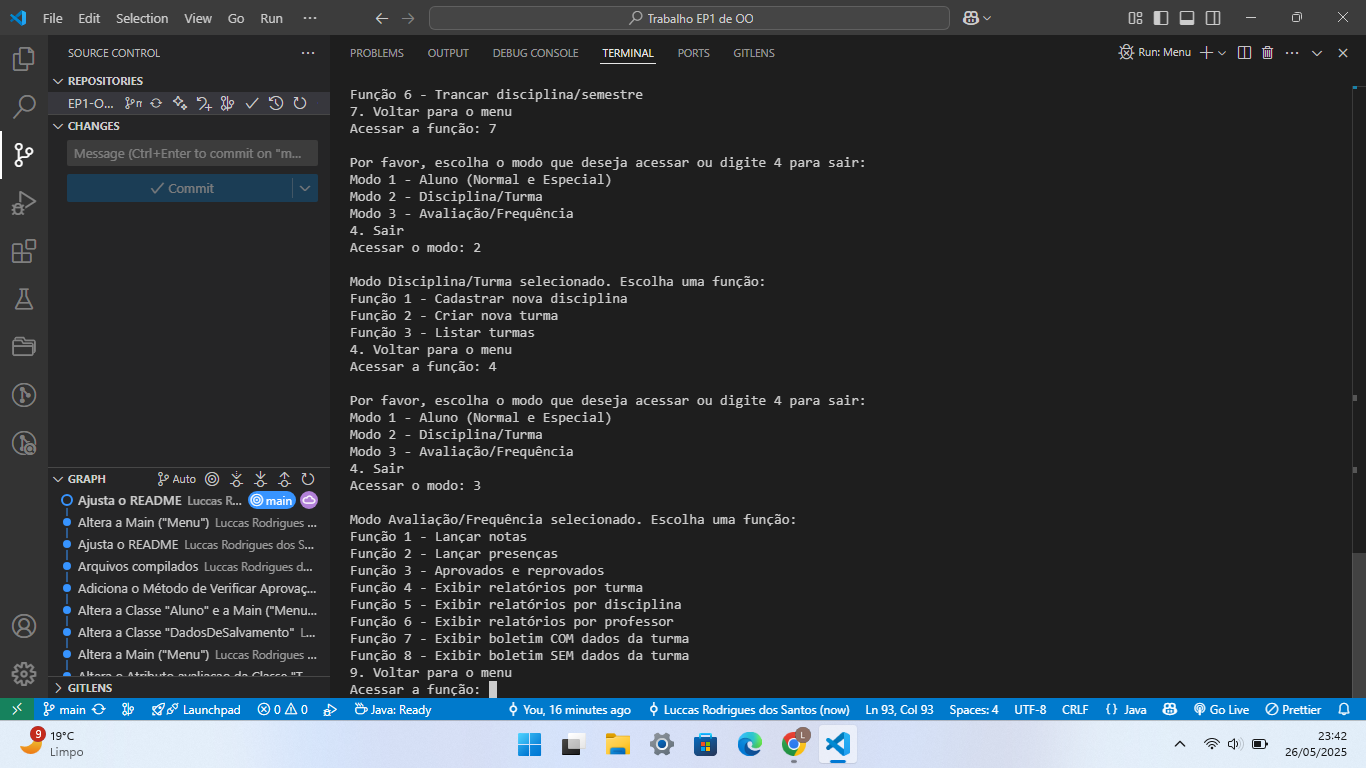 File Edit Selection View Go Run ···
Trabalho EP1 de OO
SOURCE CONTROL
REPOSITORIES
EP1-O...
CHANGES
Message (Ctrl+Enter to commit on "m...
Commit
GRAPH
Auto
Ajusta o README Luccas R... main
Altera a Main ("Menu") Luccas Rodrigues ...
Ajusta o README Luccas Rodrigues dos S...
Arquivos compilados Luccas Rodrigues d...
Adiciona o Método de Verificar Aprovaç...
Altera a Classe "Aluno" e a Main ("Menu...
Altera a Classe "DadosDeSalvamento" L...
Altera a Main ("Menu") Luccas Rodrigues ...
Altera o Atributo avaliacao da Classe "T...
GITLENS
PROBLEMS OUTPUT DEBUG CONSOLE TERMINAL PORTS GITLENS
Run: Menu
Função 6 - Trancar disciplina/semestre
7. Voltar para o menu
Acessar a função: 7
Por favor, escolha o modo que deseja acessar ou digite 4 para sair:
Modo 1 - Aluno (Normal e Especial)
Modo 2 - Disciplina/Turma
Modo 3 - Avaliação/Frequência
4. Sair
Acessar o modo: 2
Modo Disciplina/Turma selecionado. Escolha uma função:
Função 1 - Cadastrar nova disciplina
Função 2 - Criar nova turma
Função 3 - Listar turmas
4. Voltar para o menu
Acessar a função: 4
Por favor, escolha o modo que deseja acessar ou digite 4 para sair:
Modo 1 - Aluno (Normal e Especial)
Modo 2 - Disciplina/Turma
Modo 3 - Avaliação/Frequência
4. Sair
Acessar o modo: 3
Modo Avaliação/Frequência selecionado. Escolha uma função:
Função 1 - Lançar notas
Função 2 - Lançar presenças
Função 3 - Aprovados e reprovados
Função 4 - Exibir relatórios por turma
Função 5 - Exibir relatórios por disciplina
Função 6 - Exibir relatórios por professor
Função 7 - Exibir boletim COM dados da turma
Função 8 - Exibir boletim SEM dados da turma
9. Voltar para o menu
Acessar a função:
main Launchpad 0 0 Java: Ready You, 16 minutes ago Luccas Rodrigues dos Santos (now) Ln 93, Col 93 Spaces: 4 UTF-8 CRLF {} Java Go Live Prettier
9
19°C
Limpo
L
23:42
26/05/2025